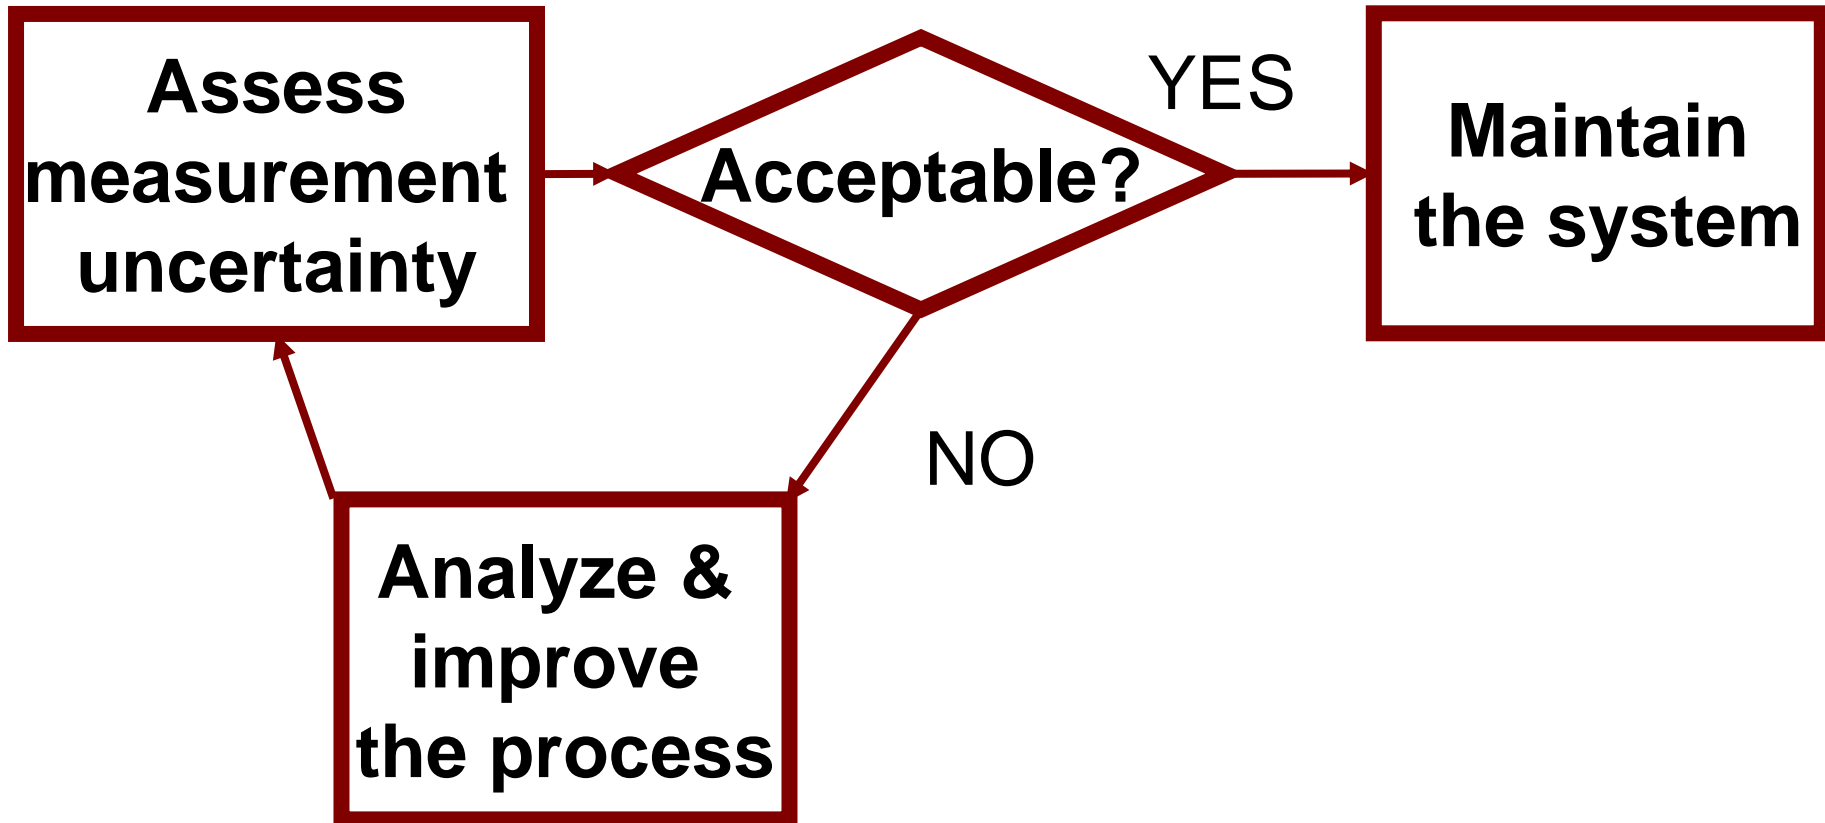 Assess
measurement
uncertainty
Acceptable?
YES
Maintain
the system
NO
Analyze &
improve
the process